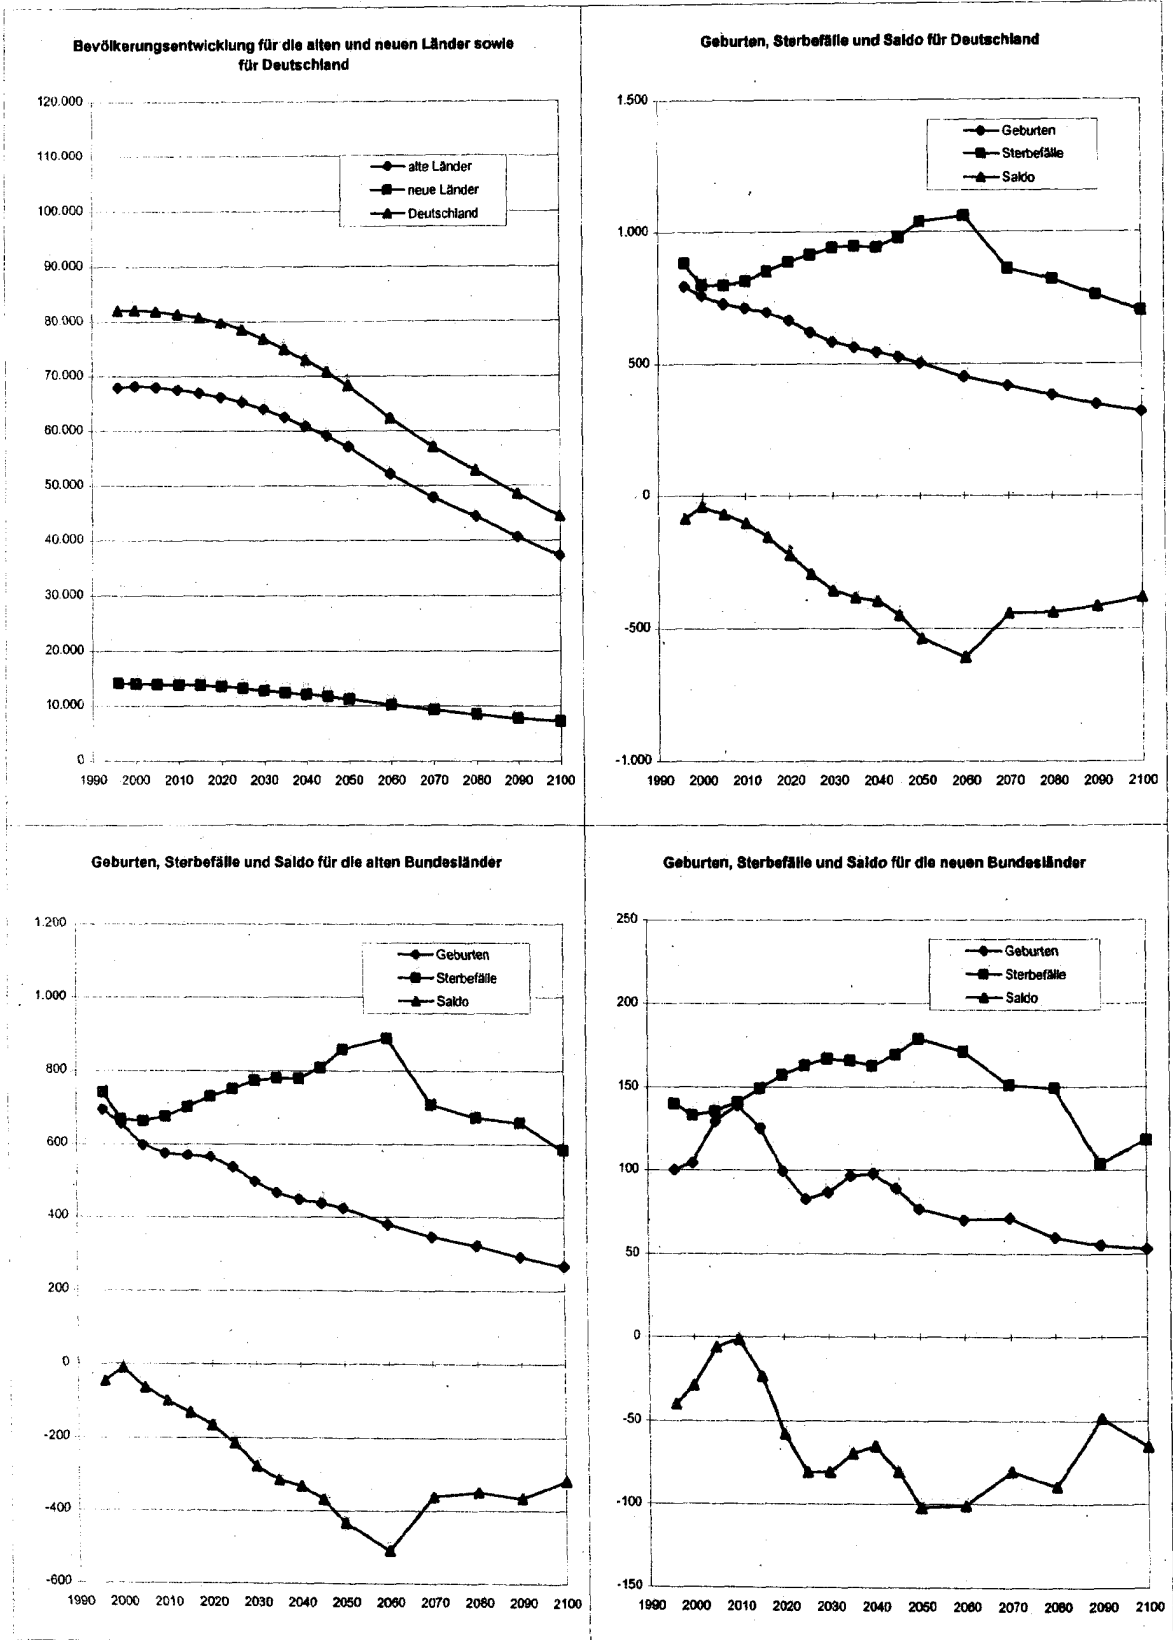 Bevölkerungsentwicklung für die alten und neuen Länder sowie
für Deutschland
120.000
110.000
100.000
90.000
80.000
70.000
60.000
50.000
40.000
30.000
20.000
10.000
0
alte Länder
neue Länder
Deutschland
1990 2000 2010 2020 2030 2040 2050 2060 2070 2080 2090 2100
Geburten, Sterbefälle und Saldo für Deutschland
1.500
1.000
500
0
-500
-1.000
Geburten
Sterbefälle
Saldo
1990 2000 2010 2020 2030 2040 2050 2060 2070 2080 2090 2100
Geburten, Sterbefälle und Saldo für die alten Bundesländer
1.200
1.000
800
600
400
200
0
-200
-400
-600
Geburten
Sterbefälle
Saldo
1990 2000 2010 2020 2030 2040 2050 2060 2070 2080 2090 2100
Geburten, Sterbefälle und Saldo für die neuen Bundesländer
250
200
150
100
50
0
-50
-100
-150
Geburten
Sterbefälle
Saldo
1990 2000 2010 2020 2030 2040 2050 2060 2070 2080 2090 2100